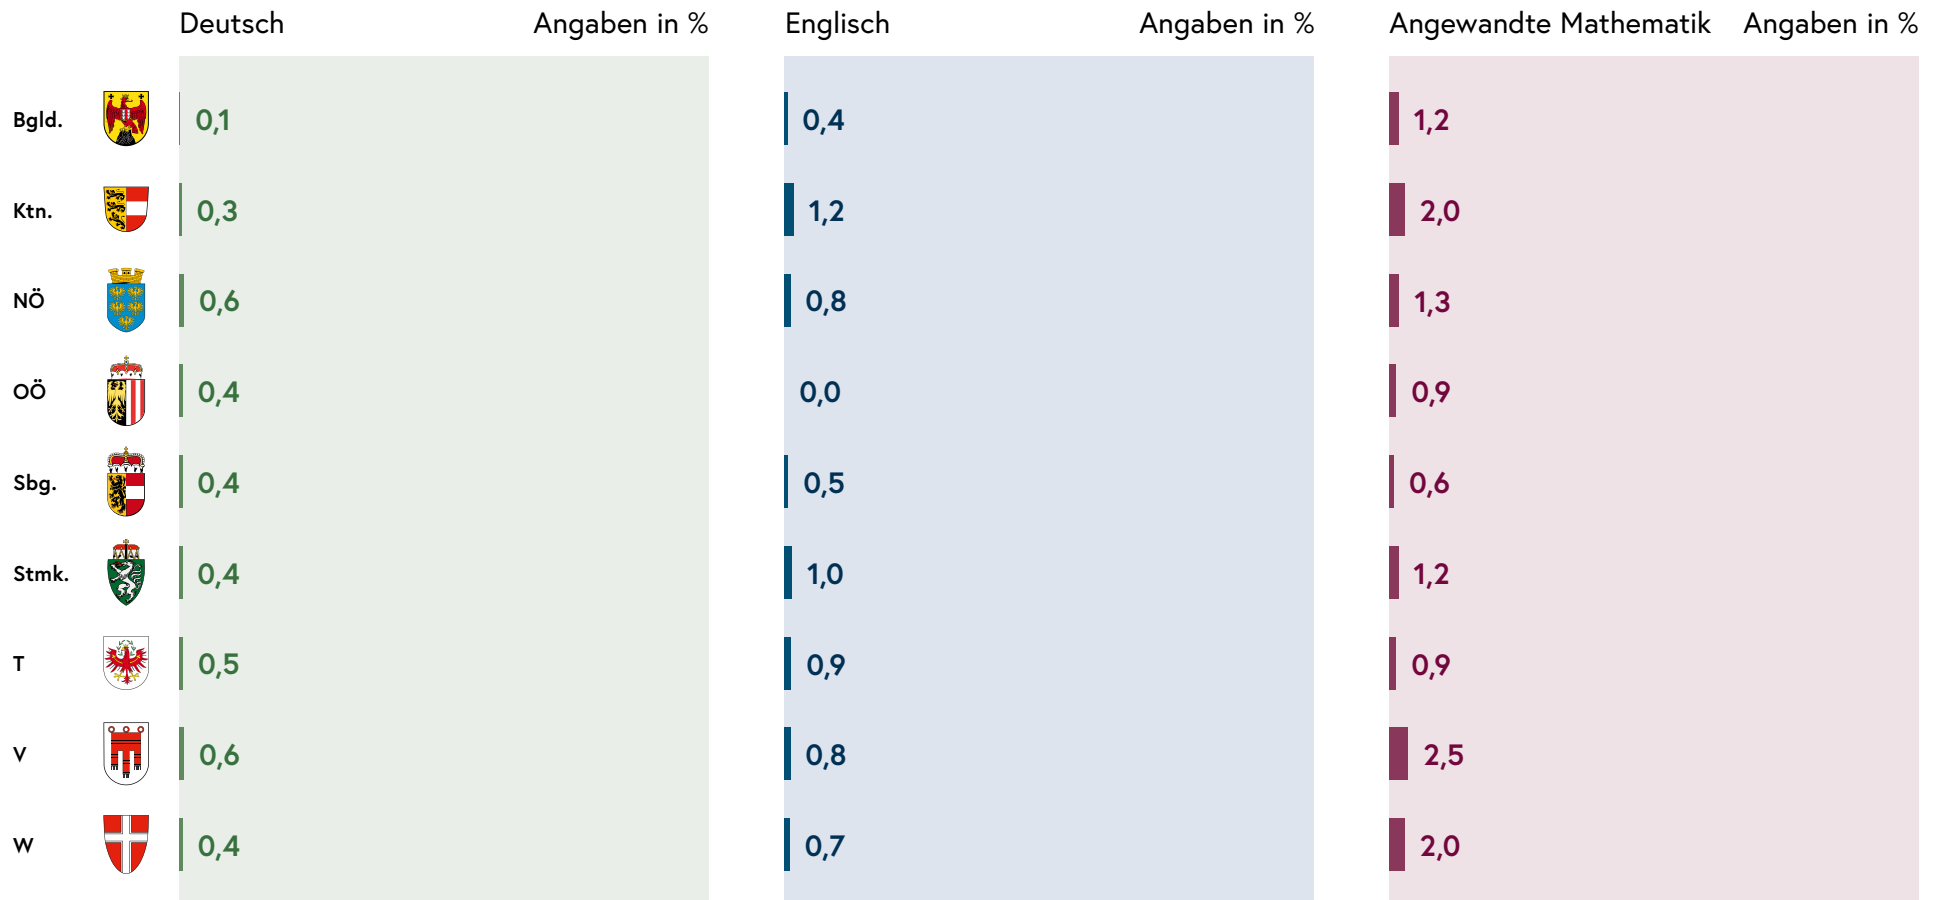 Deutsch Angaben in % Englisch Angaben in % Angewandte Mathematik Angaben in %
Bgld. 0,1 0,4 1,2
Ktn. 0,3 1,2 2,0
NÖ 0,6 0,8 1,3
OÖ 0,4 0,0 0,9
Sbg. 0,4 0,5 0,6
Stmk. 0,4 1,0 1,2
T 0,5 0,9 0,9
V 0,6 0,8 2,5
W 0,4 0,7 2,0